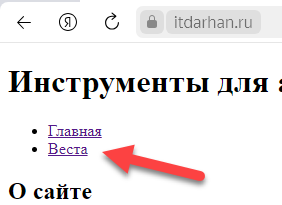 itdarhan.ru
Инструменты для
Главная
Веста
О сайте